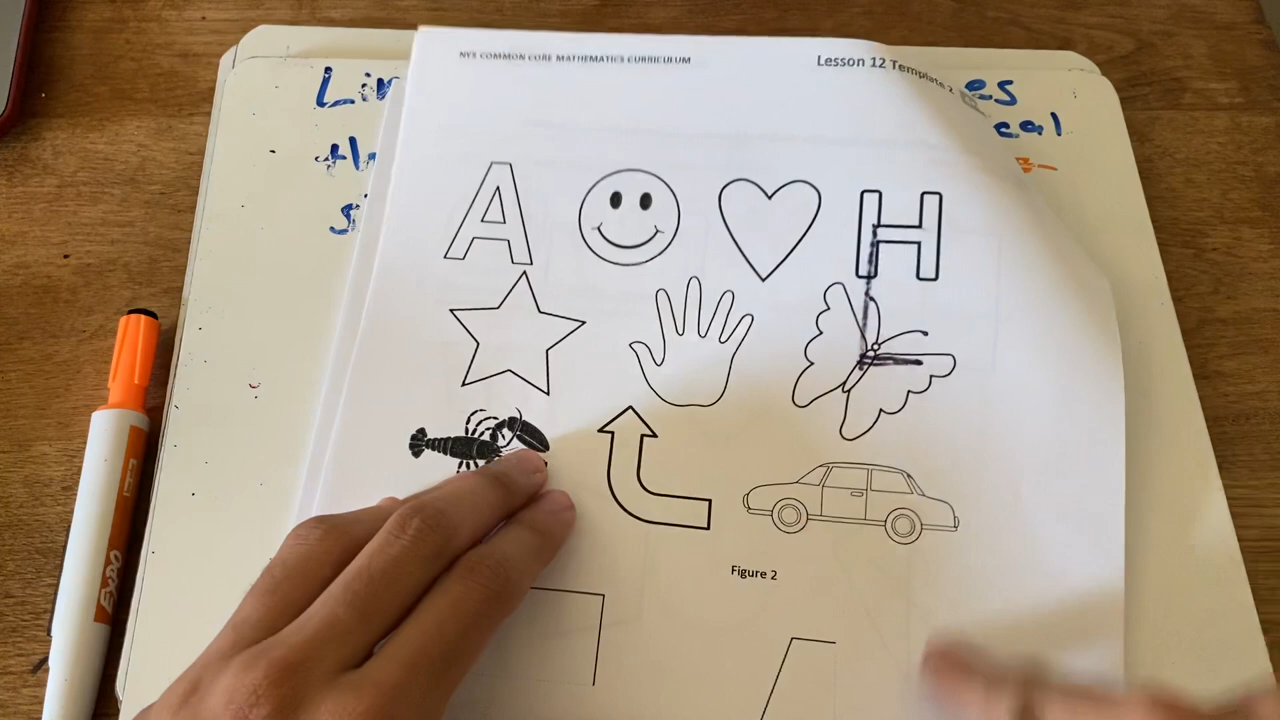 NYS COMMON CORE MATHEMATICS CURRICULUM
Lesson 12 Template 2
A
H
Figure 2
EXPO